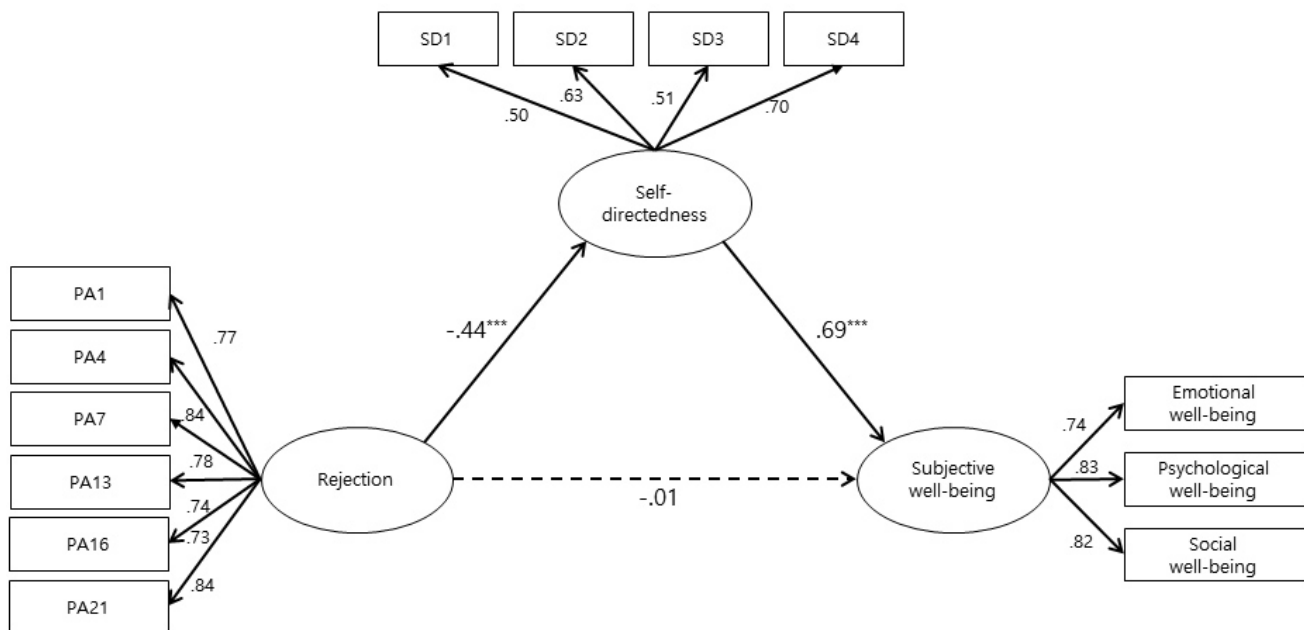 SD1
SD2
SD3
SD4
.50
.63
.51
.70
Self-
directedness
PA1
PA4
PA7
PA13
PA16
PA21
.77
.84
.78
.74
.73
.84
-.44***
.69***
Rejection
-.01
Subjective
well-being
.74
.83
.82
Emotional
well-being
Psychological
well-being
Social
well-being